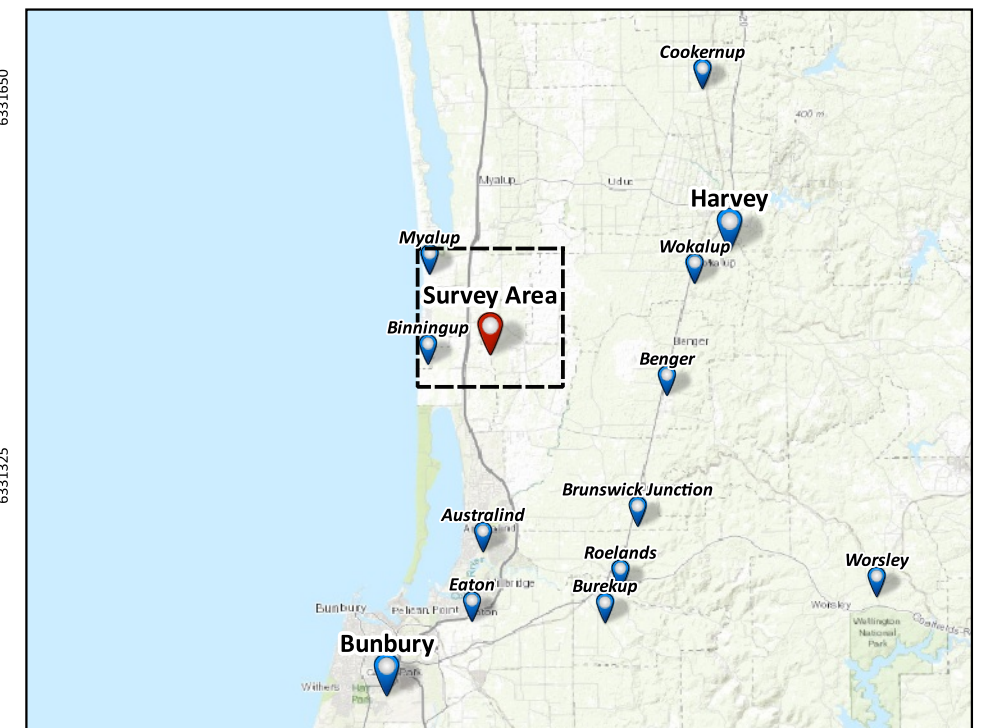 Cookernup
6331650
400 m
Myalup
Uduc
Harvey
Myalup
Wokalup
Survey Area
Binningup
Benger
Benger
6331325
Brunswick Junction
Australind
Roelands
Worsley
Eaton
Burekup
Bunbury
Pelican Point
Worsley
Wellington
National
Park
Bunbury
Withers